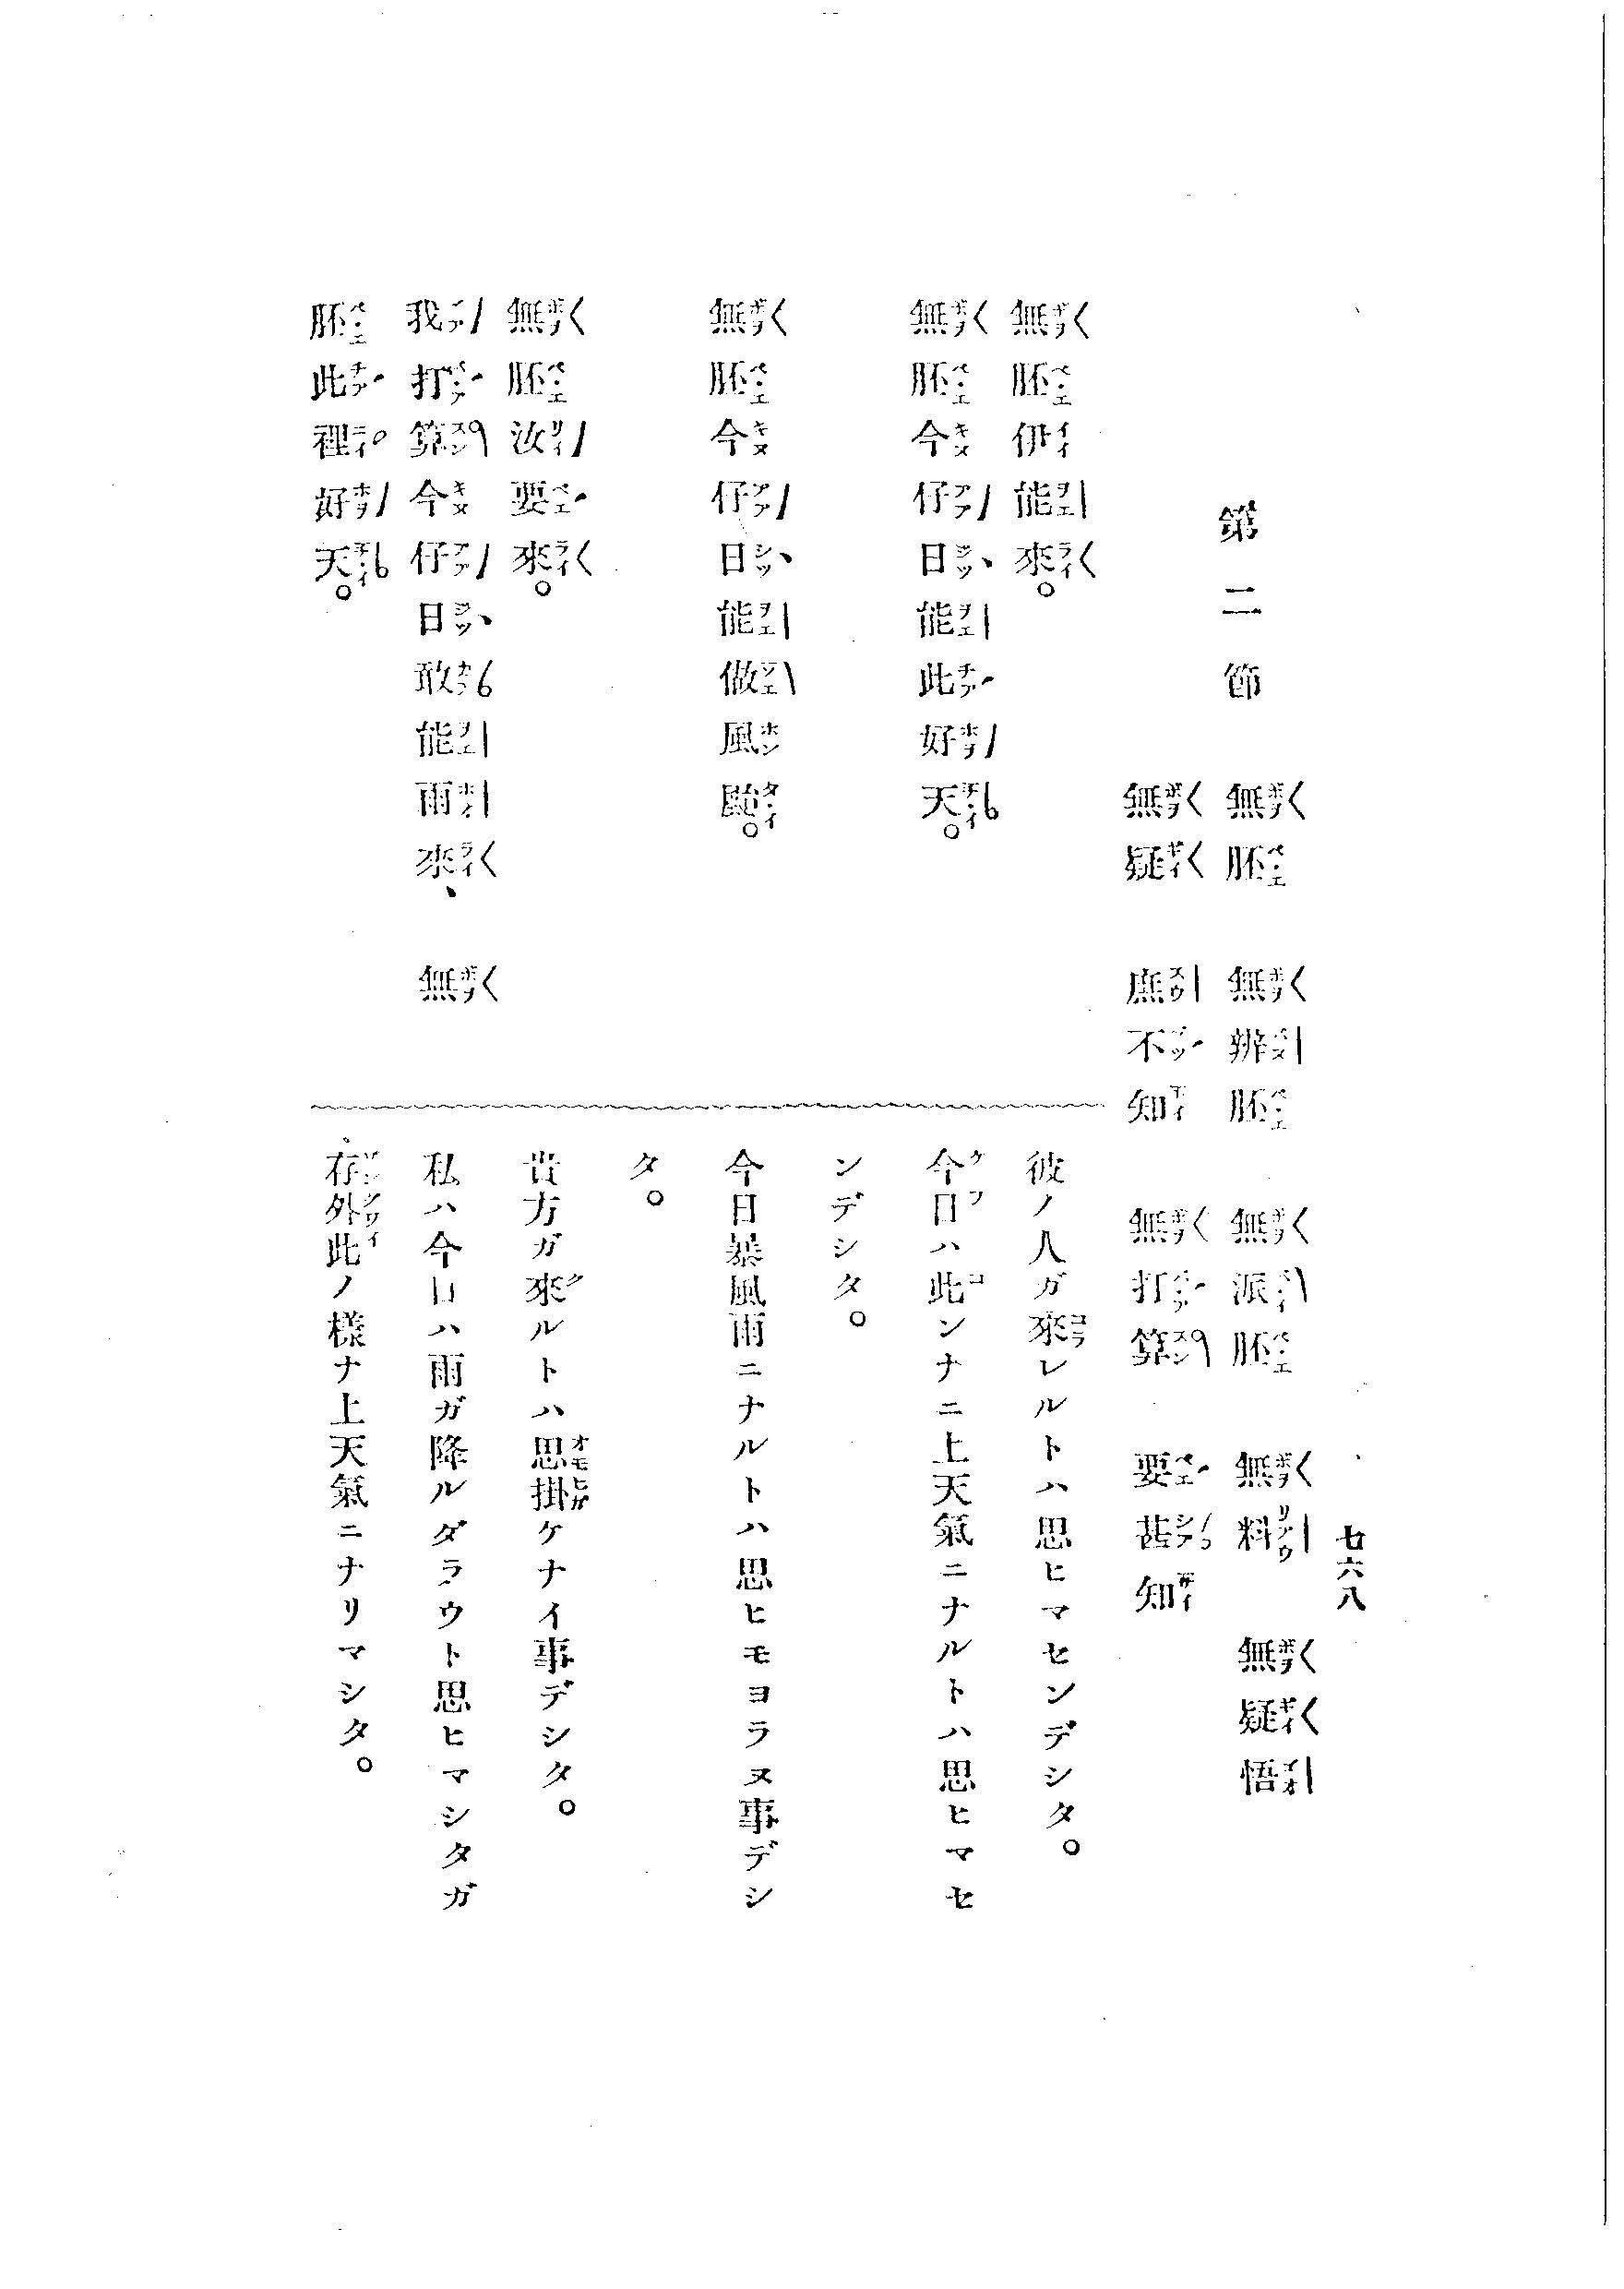 七六八
第二節
無胚 無辨胚 無派胚 無料 無疑悟
無疑 庶不知 無打算 要甚知
無胚伊能來。
彼ノ人ガ來レルトハ思ヒマセンデシタ。
無胚今仔日能此好天。
今日ハ此ンナニ上天氣ニナルトハ思ヒマセ
ンデシタ。
無胚今仔日能做風颱。
今日暴風雨ニナルトハ思ヒモヨラヌ事デシ
タ。
無胚汝要來。
貴方ガ來ルトハ思掛ケナイ事デシタ。
我打算今仔日敢能雨來、無
胚此裡好天。
私ハ今日ハ雨ガ降ルダラウト思ヒマシタガ
存外此ノ樣ナ上天氣ニナリマシタ。